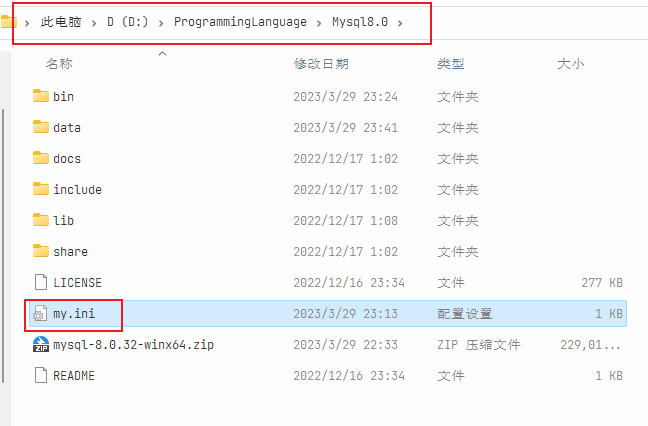 此电脑 > D (D:) > ProgrammingLanguage > Mysql8.0 >
名称 修改日期 类型 大小
bin 2023/3/29 23:24 文件夹
data 2023/3/29 23:41 文件夹
docs 2022/12/17 1:02 文件夹
include 2022/12/17 1:02 文件夹
lib 2022/12/17 1:08 文件夹
share 2022/12/17 1:02 文件夹
LICENSE 2022/12/16 23:34 文件 277 KB
my.ini 2023/3/29 23:13 配置设置 1 KB
ZIP mysql-8.0.32-winx64.zip 2023/3/29 22:33 ZIP 压缩文件 229,01...
README 2022/12/16 23:34 文件 1 KB